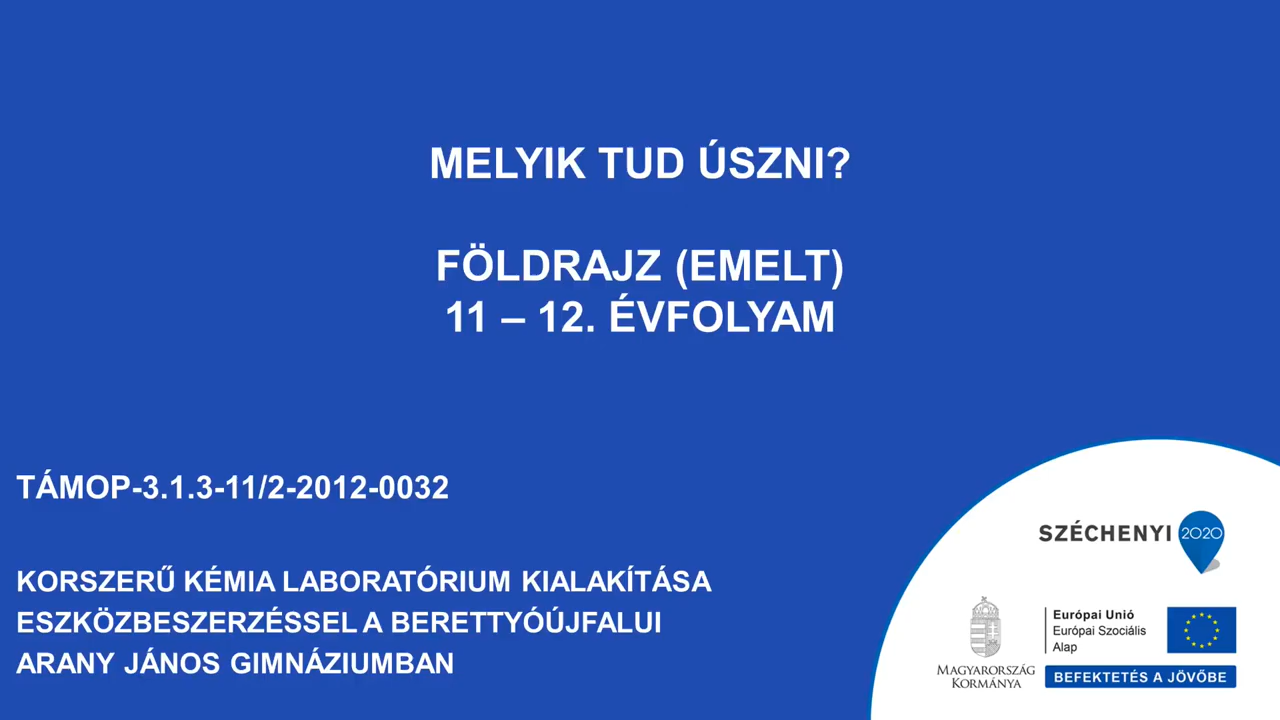 MELYIK TUD ÚSZNI?
FÖLDRAJZ (EMELT)
11 – 12. ÉVFOLYAM
TÁMOP-3.1.3-11/2-2012-0032
KORSZERŰ KÉMIA LABORATÓRIUM KIALAKÍTÁSA
ESZKÖZBESZERZÉSSEL A BERETTYÓÚJFALUI
ARANY JÁNOS GIMNÁZIUMBAN
SZÉCHENYI 2020
MAGYARORSZÁG
KORMÁNYA
Európai Unió
Európai Szociális
Alap
BEFEKTETÉS A JÖVŐBE